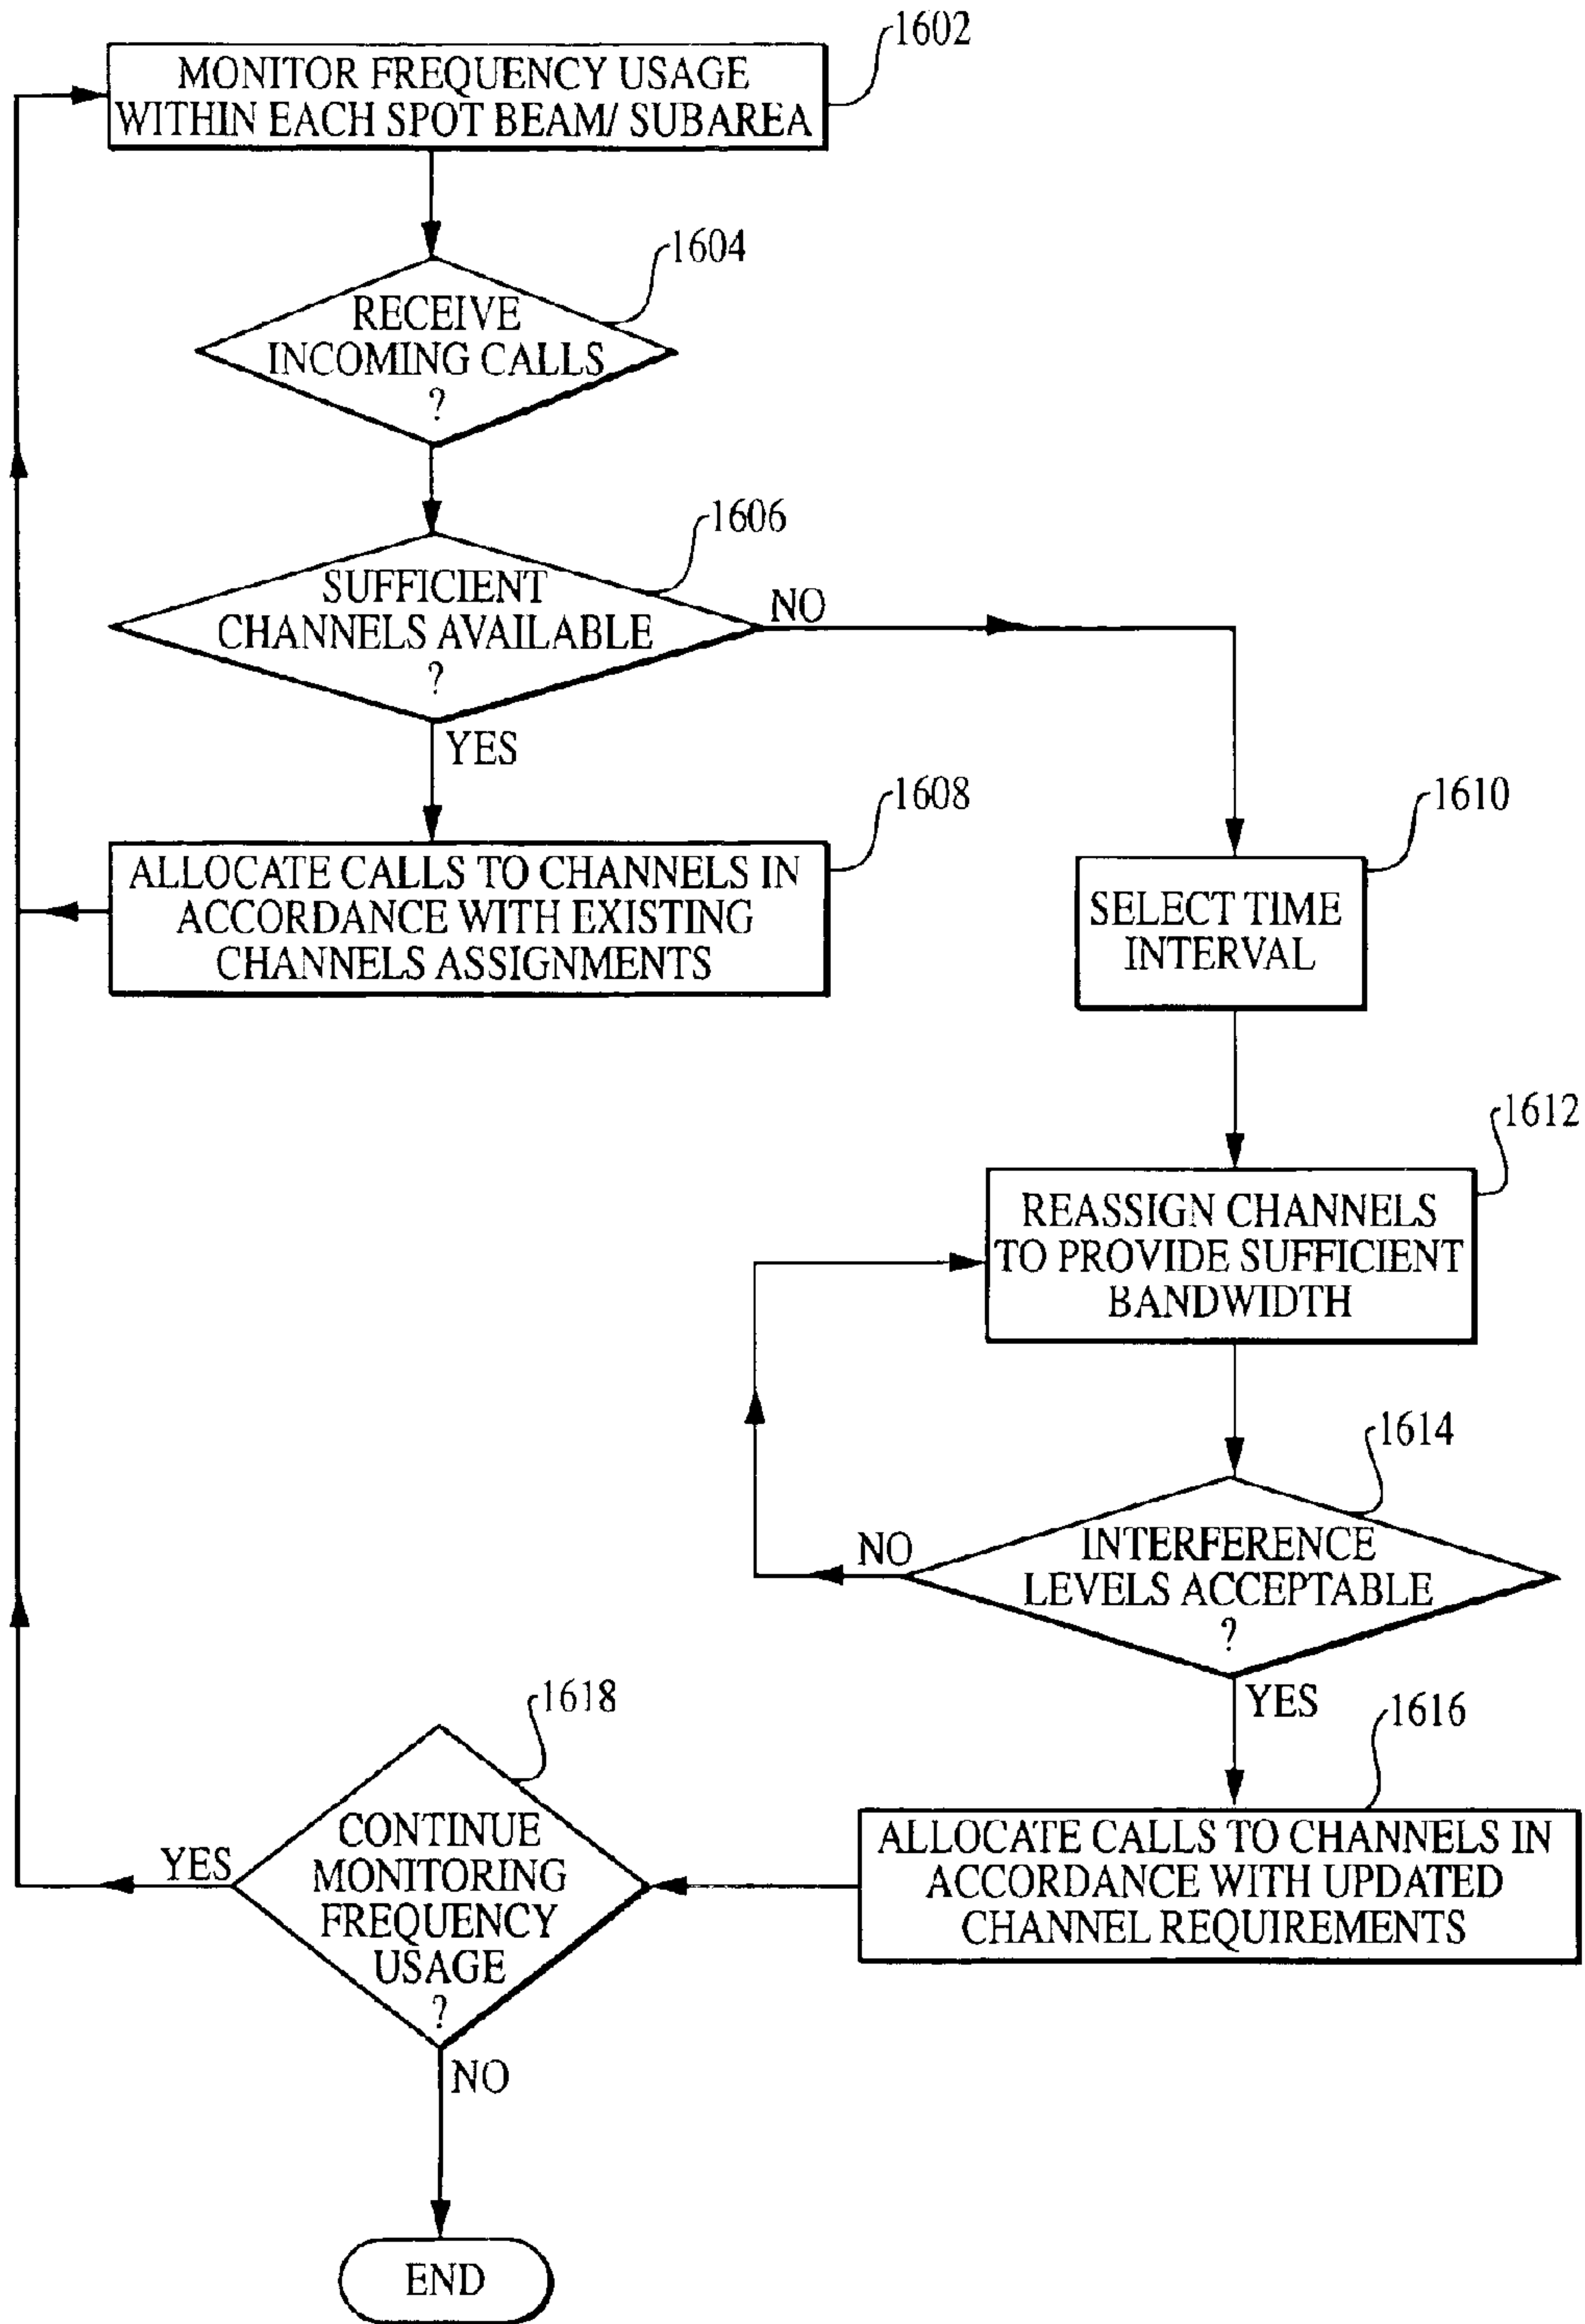 1602
MONITOR FREQUENCY USAGE
WITHIN EACH SPOT BEAM/ SUBAREA
1604
RECEIVE
INCOMING CALLS
?
1606
SUFFICIENT
CHANNELS AVAILABLE
?
NO
YES
1608
ALLOCATE CALLS TO CHANNELS IN
ACCORDANCE WITH EXISTING
CHANNELS ASSIGNMENTS
1610
SELECT TIME
INTERVAL
1612
REASSIGN CHANNELS
TO PROVIDE SUFFICIENT
BANDWIDTH
1614
INTERFERENCE
LEVELS ACCEPTABLE
?
NO
YES
1616
ALLOCATE CALLS TO CHANNELS IN
ACCORDANCE WITH UPDATED
CHANNEL REQUIREMENTS
1618
CONTINUE
MONITORING
FREQUENCY
USAGE
?
YES
NO
END